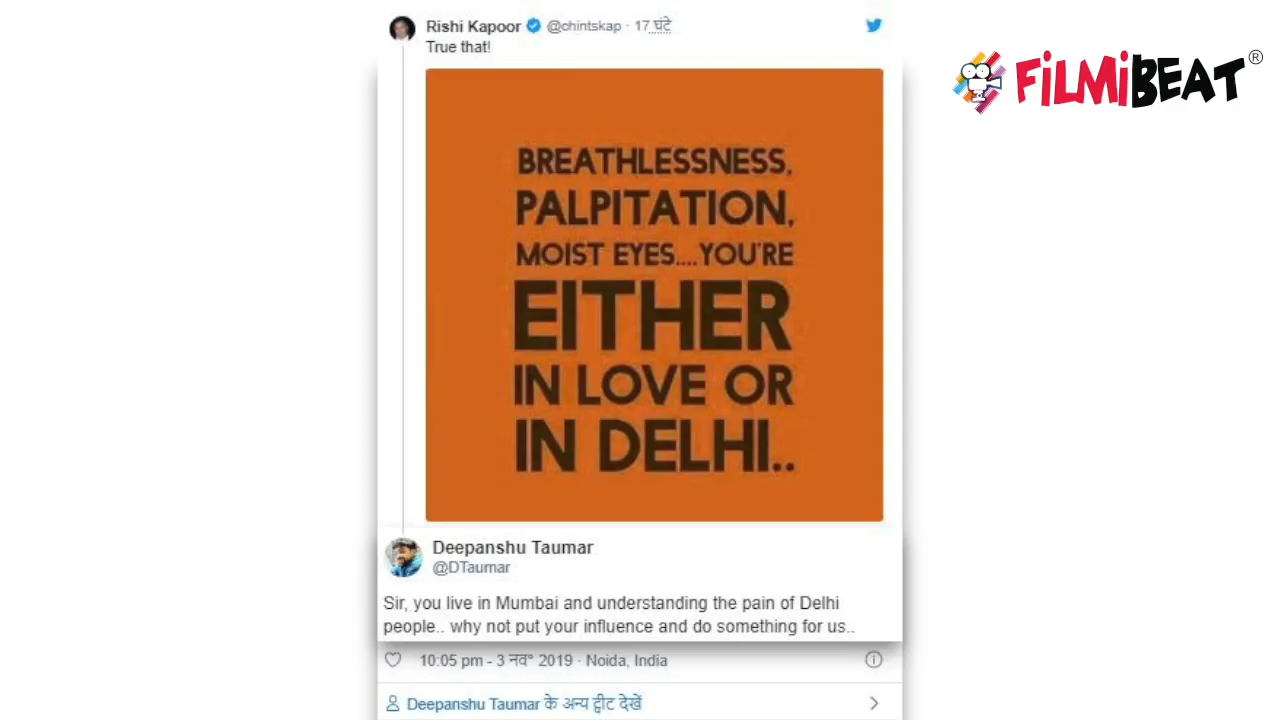 Rishi Kapoor @chintskap · 17 घंटे
True that!
FiLMiBEAT®
BREATHLESSNESS,
PALPITATION,
MOIST EYES....YOU'RE
EITHER
IN LOVE OR
IN DELHI..
Deepanshu Taumar
@DTaumar
Sir, you live in Mumbai and understanding the pain of Delhi
people.. why not put your influence and do something for us..
10:05 pm - 3 नव॰ 2019 · Noida, India
Deepanshu Taumar के अन्य ट्वीट देखें